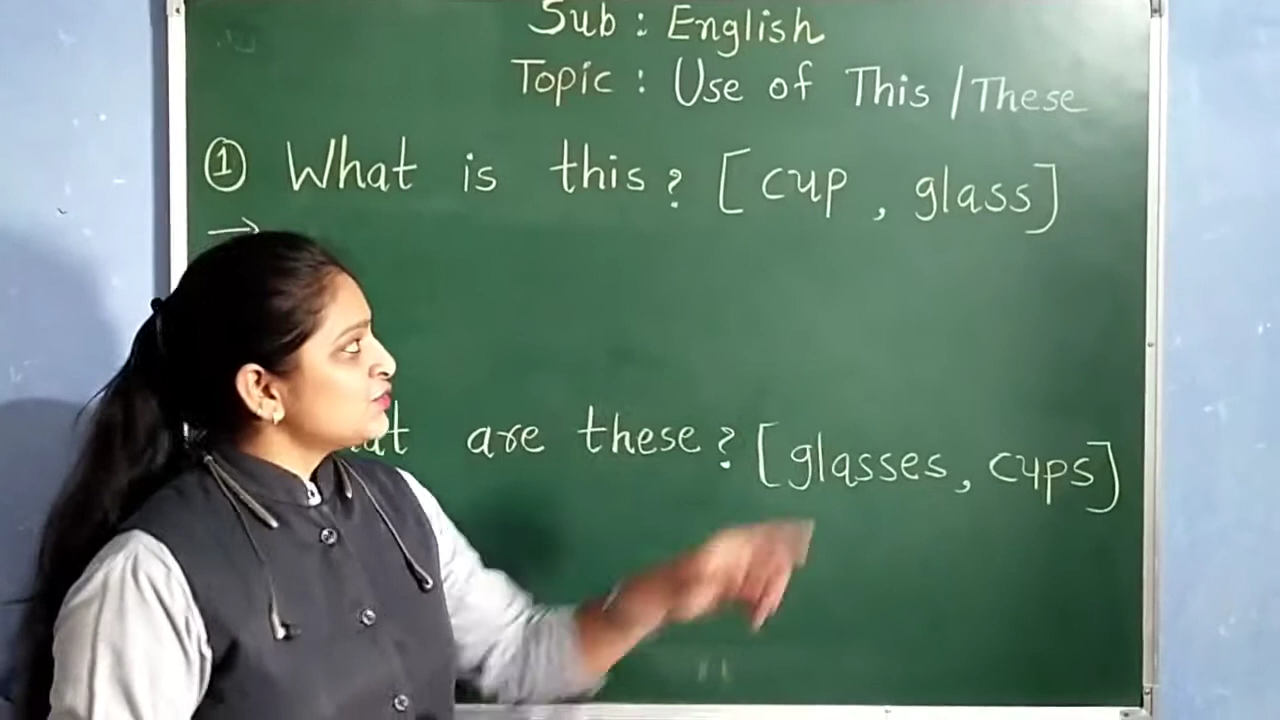 Sub : English
Topic : Use of This / These
① What is this? [cup, glass]
→
are these? [glasses, cups]